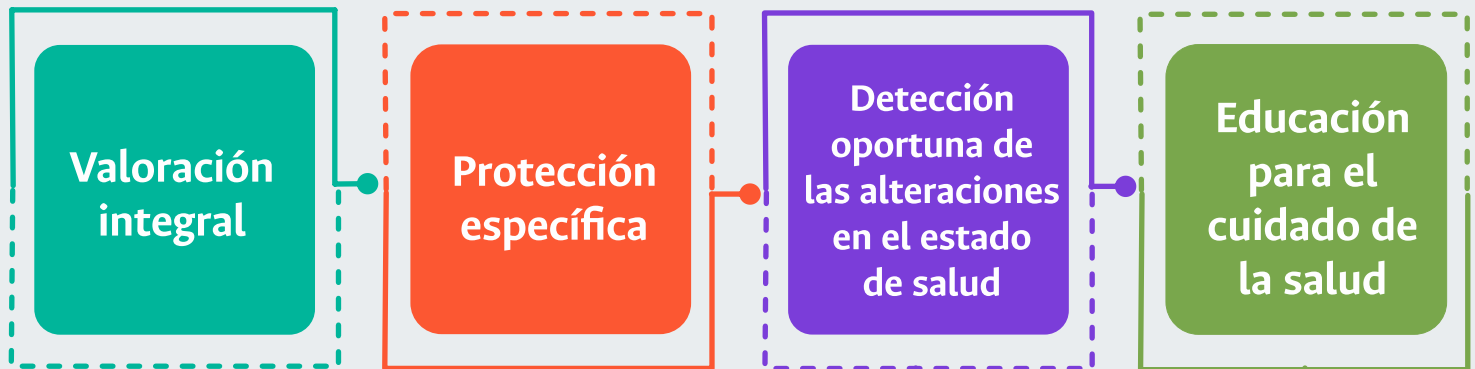 Valoración
integral
Protección
específica
Detección
oportuna de
las alteraciones
en el estado
de salud
Educación
para el
cuidado de
la salud